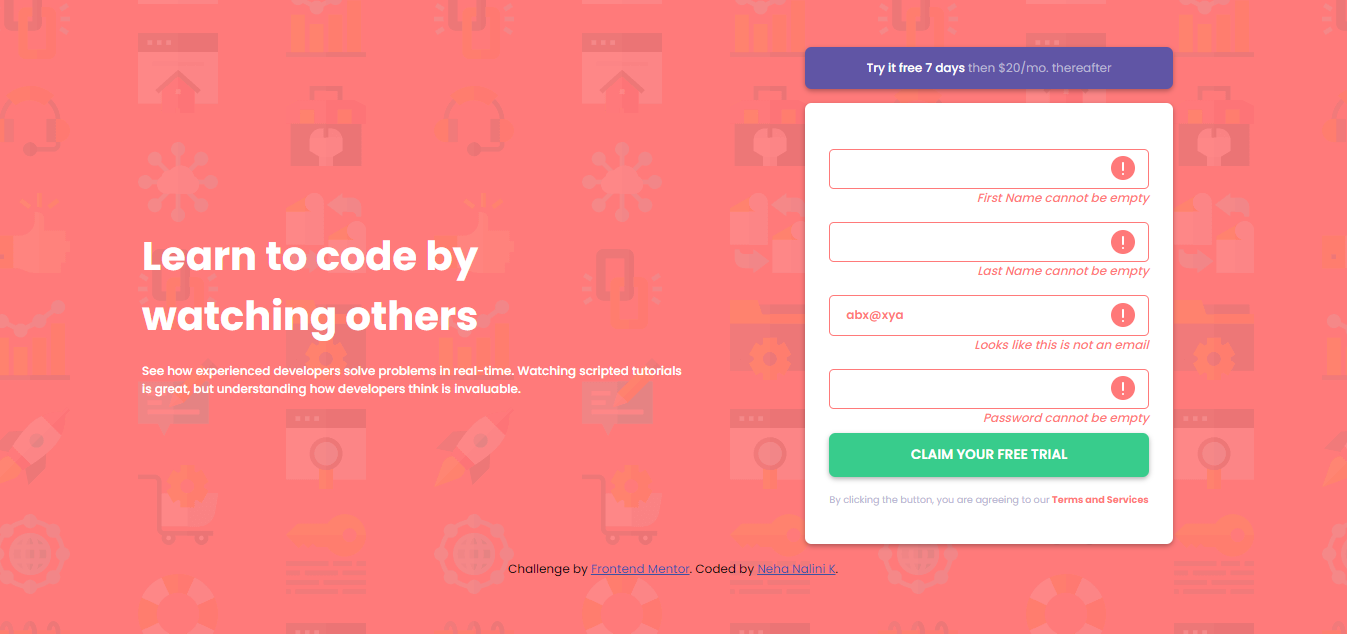 Learn to code by
watching others
See how experienced developers solve problems in real-time. Watching scripted tutorials
is great, but understanding how developers think is invaluable.
Try it free 7 days then $20/mo. thereafter
First Name cannot be empty
Last Name cannot be empty
abx@xya
Looks like this is not an email
Password cannot be empty
CLAIM YOUR FREE TRIAL
By clicking the button, you are agreeing to our Terms and Services
Challenge by Frontend Mentor. Coded by Neha Nalini K.